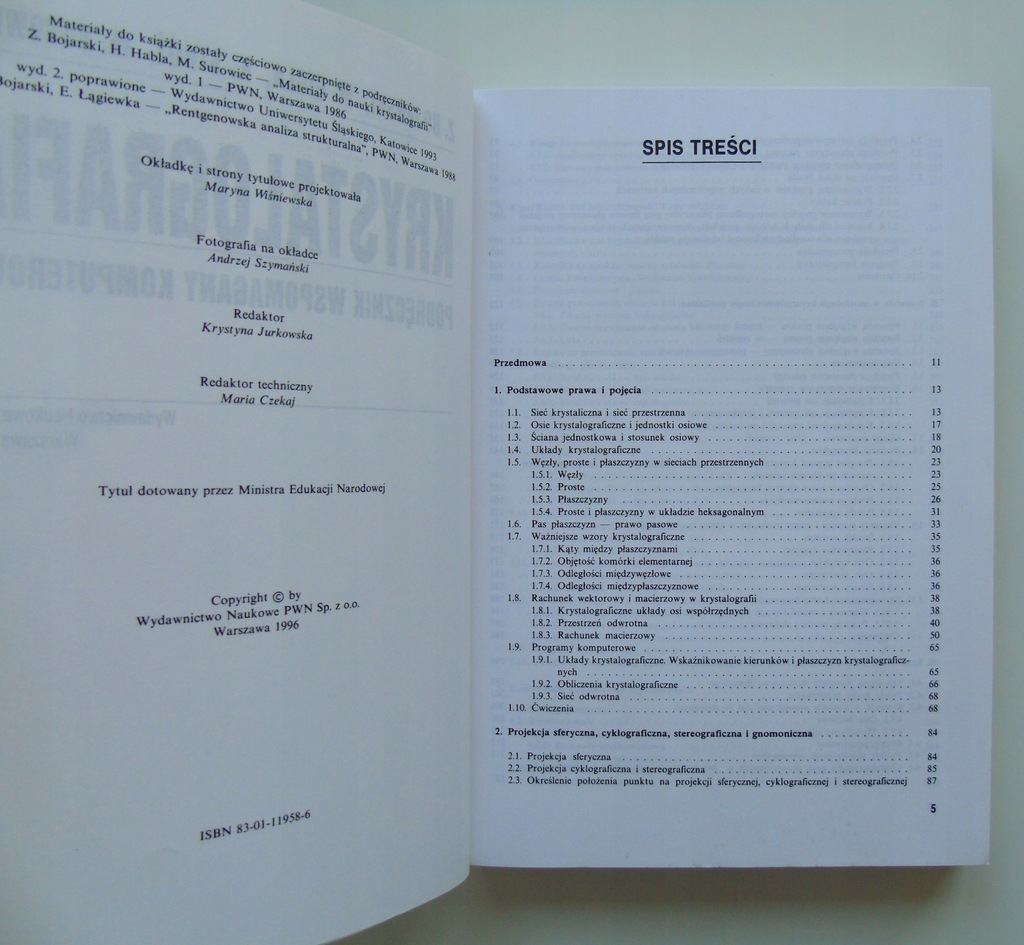 Materiały do książki zostały częściowo zaczerpnięte z podręczników:
Z. Bojarski, H. Habla, M. Surowiec — „Materiały do nauki krystalografii”
wyd. 1 — PWN, Warszawa 1986
wyd. 2. poprawione — Wydawnictwo Uniwersytetu Śląskiego, Katowice 1993
Bojarski, E. Łągiewka — „Rentgenowska analiza strukturalna”, PWN, Warszawa 1988
Okładkę i strony tytułowe projektowała
Maryna Wiśniewska
Fotografia na okładce
Andrzej Szymański
Redaktor
Krystyna Jurkowska
Redaktor techniczny
Maria Czekaj
Tytuł dotowany przez Ministra Edukacji Narodowej
Copyright © by
Wydawnictwo Naukowe PWN Sp. z o.o.
Warszawa 1996
ISBN 83-01-11958-6
SPIS TREŚCI
Przedmowa 11
1. Podstawowe prawa i pojęcia 13
1.1. Sieć krystaliczna i sieć przestrzenna 13
1.2. Osie krystalograficzne i jednostki osiowe 17
1.3. Ściana jednostkowa i stosunek osiowy 18
1.4. Układy krystalograficzne 20
1.5. Węzły, proste i płaszczyzny w sieciach przestrzennych 23
1.5.1. Węzły 23
1.5.2. Proste 25
1.5.3. Płaszczyzny 26
1.5.4. Proste i płaszczyzny w układzie heksagonalnym 31
1.6. Pas płaszczyzn — prawo pasowe 33
1.7. Ważniejsze wzory krystalograficzne 35
1.7.1. Kąty między płaszczyznami 35
1.7.2. Objętość komórki elementarnej 36
1.7.3. Odległości międzywęzłowe 36
1.7.4. Odległości międzypłaszczyznowe 36
1.8. Rachunek wektorowy i macierzowy w krystalografii 38
1.8.1. Krystalograficzne układy osi współrzędnych 38
1.8.2. Przestrzeń odwrotna 40
1.8.3. Rachunek macierzowy 50
1.9. Programy komputerowe 65
1.9.1. Układy krystalograficzne. Wskaźnikowanie kierunków i płaszczyzn krystalograficz-
nych 65
1.9.2. Obliczenia krystalograficzne 66
1.9.3. Sieć odwrotna 68
1.10. Ćwiczenia 68
2. Projekcja sferyczna, cyklograficzna, stereograficzna i gnomoniczna 84
2.1. Projekcja sferyczna 84
2.2. Projekcja cyklograficzna i stereograficzna 85
2.3. Określenie położenia punktu na projekcji sferycznej, cyklograficznej i stereograficznej 87
5